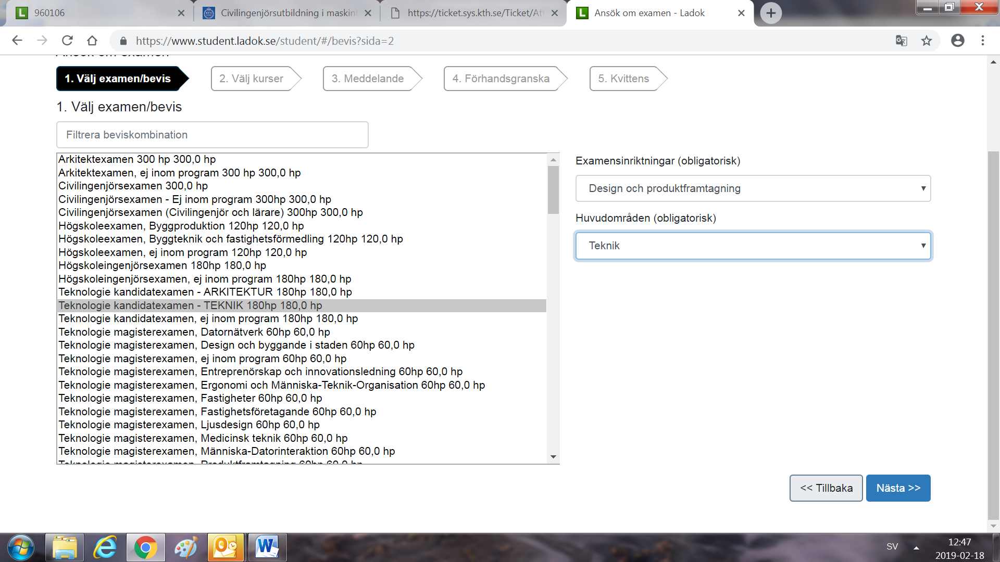 960106
Civilingenjörsutbildning i maskint
https://ticket.sys.kth.se/Ticket/Att
Ansök om examen - Ladok
https://www.student.ladok.se/student/#/bevis?sida=2
Ansök om examen
1. Välj examen/bevis
2. Välj kurser
3. Meddelande
4. Förhandsgranska
5. Kvittens
1. Välj examen/bevis
Filtrera beviskombination
Arkitektexamen 300 hp 300,0 hp
Arkitektexamen, ej inom program 300 hp 300,0 hp
Civilingenjörsexamen 300,0 hp
Civilingenjörsexamen - Ej inom program 300hp 300,0 hp
Civilingenjörsexamen (Civilingenjör och lärare) 300hp 300,0 hp
Högskoleexamen, Byggproduktion 120hp 120,0 hp
Högskoleexamen, Byggteknik och fastighetsförmedling 120hp 120,0 hp
Högskoleexamen, ej inom program 120hp 120,0 hp
Högskoleingenjörsexamen 180hp 180,0 hp
Högskoleingenjörsexamen, ej inom program 180hp 180,0 hp
Teknologie kandidatexamen - ARKITEKTUR 180hp 180,0 hp
Teknologie kandidatexamen - TEKNIK 180hp 180,0 hp
Teknologie kandidatexamen, ej inom program 180hp 180,0 hp
Teknologie magisterexamen, Datornätverk 60hp 60,0 hp
Teknologie magisterexamen, Design och byggande i staden 60hp 60,0 hp
Teknologie magisterexamen, ej inom program 60hp 60,0 hp
Teknologie magisterexamen, Entreprenörskap och innovationsledning 60hp 60,0 hp
Teknologie magisterexamen, Ergonomi och Människa-Teknik-Organisation 60hp 60,0 hp
Teknologie magisterexamen, Fastigheter 60hp 60,0 hp
Teknologie magisterexamen, Fastighetsföretagande 60hp 60,0 hp
Teknologie magisterexamen, Ljusdesign 60hp 60,0 hp
Teknologie magisterexamen, Medicinsk teknik 60hp 60,0 hp
Teknologie magisterexamen, Människa-Datorinteraktion 60hp 60,0 hp
Teknologie magisterexamen, Produktframtagning 60hp 60,0 hp
Examensinriktningar (obligatorisk)
Design och produktframtagning
Huvudområden (obligatorisk)
Teknik
<< Tillbaka
Nästa >>
SV
12:47
2019-02-18